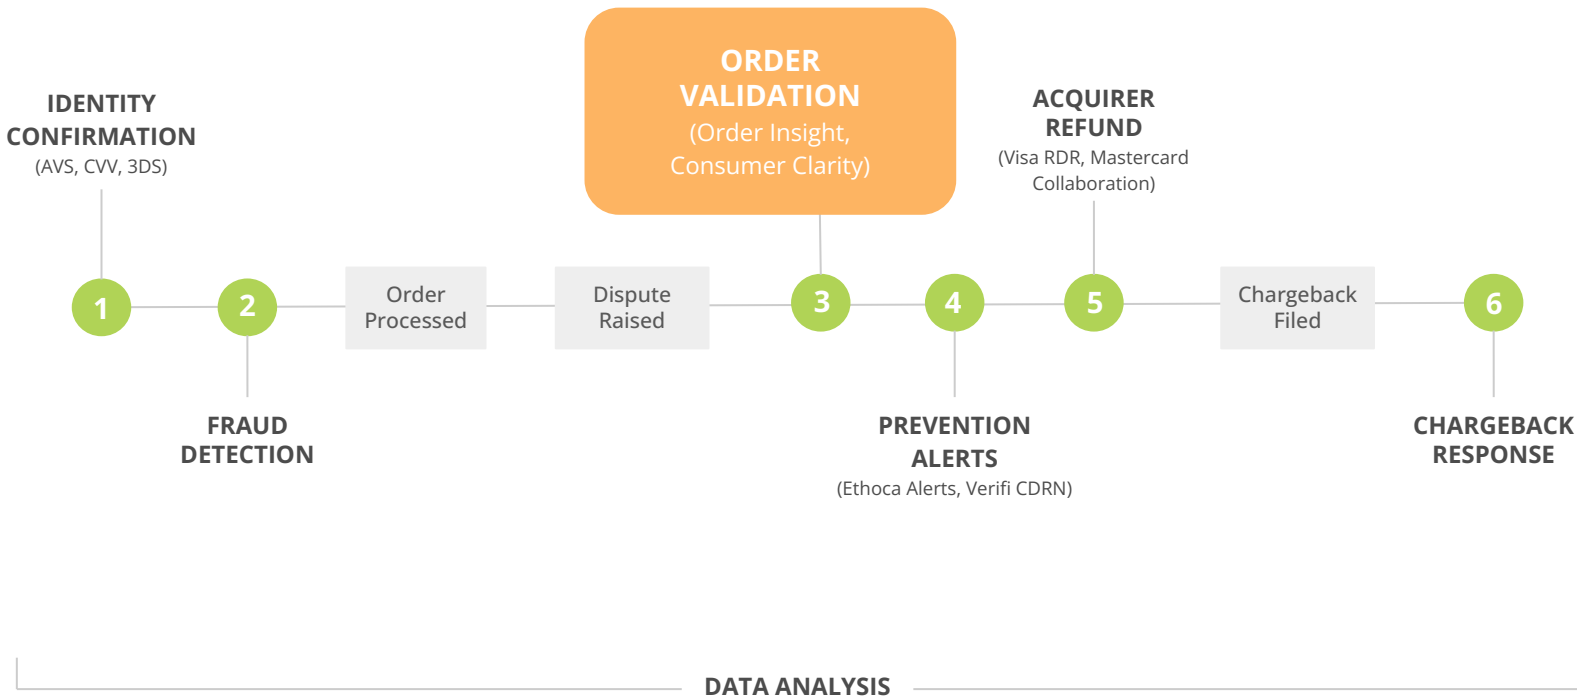 ORDER
VALIDATION
(Order Insight,
Consumer Clarity)
IDENTITY
CONFIRMATION
(AVS, CVV, 3DS)
ACQUIRER
REFUND
(Visa RDR, Mastercard
Collaboration)
1
2
Order
Processed
Dispute
Raised
3
4
5
Chargeback
Filed
6
FRAUD
DETECTION
PREVENTION
ALERTS
(Ethoca Alerts, Verifi CDRN)
CHARGEBACK
RESPONSE
DATA ANALYSIS